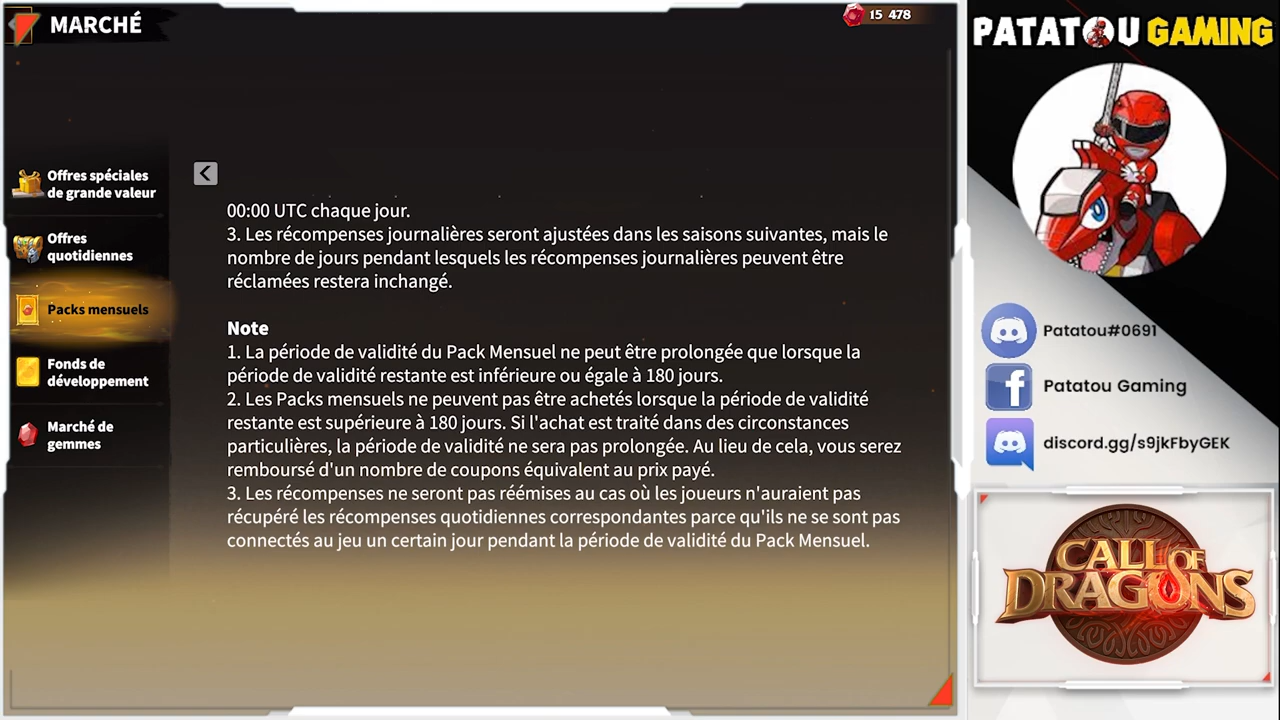 MARCHÉ
15 478
Offres spéciales
de grande valeur
Offres
quotidiennes
Packs mensuels
Fonds de
développement
Marché de
gemmes
00:00 UTC chaque jour.
3. Les récompenses journalières seront ajustées dans les saisons suivantes, mais le
nombre de jours pendant lesquels les récompenses journalières peuvent être
réclamées restera inchangé.
Note
1. La période de validité du Pack Mensuel ne peut être prolongée que lorsque la
période de validité restante est inférieure ou égale à 180 jours.
2. Les Packs mensuels ne peuvent pas être achetés lorsque la période de validité
restante est supérieure à 180 jours. Si l'achat est traité dans des circonstances
particulières, la période de validité ne sera pas prolongée. Au lieu de cela, vous serez
remboursé d'un nombre de coupons équivalent au prix payé.
3. Les récompenses ne seront pas réémises au cas où les joueurs n'auraient pas
récupéré les récompenses quotidiennes correspondantes parce qu'ils ne se sont pas
connectés au jeu un certain jour pendant la période de validité du Pack Mensuel.
PATATOU GAMING
Patatou#0691
Patatou Gaming
discord.gg/s9jkFbyGEK
CALL OF
DRAGONS